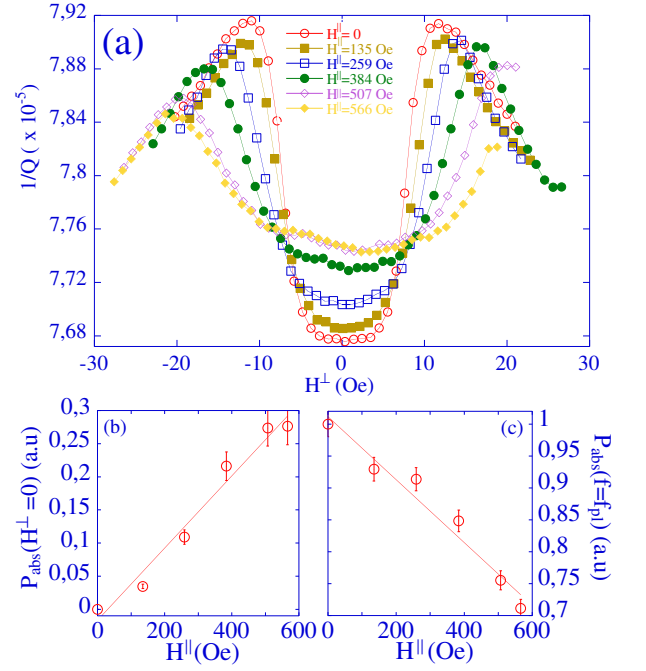 (a)
H^||= 0
H^||=135 Oe
H^||=259 Oe
H^||=384 Oe
H^||=507 Oe
H^||=566 Oe
1/Q ( x 10^-5)
7,92
7,88
7,84
7,8
7,76
7,72
7,68
-30 -20 -10 0 10 20 30
H^⊥ (Oe)
(b)
P_abs(H^⊥=0) (a.u)
0,3
0,25
0,2
0,15
0,1
0,05
0
0 200 400 600
H^||(Oe)
(c)
P_abs(f=f_pl) (a.u)
1
0,95
0,9
0,85
0,8
0,75
0,7
0 200 400 600
H^||(Oe)